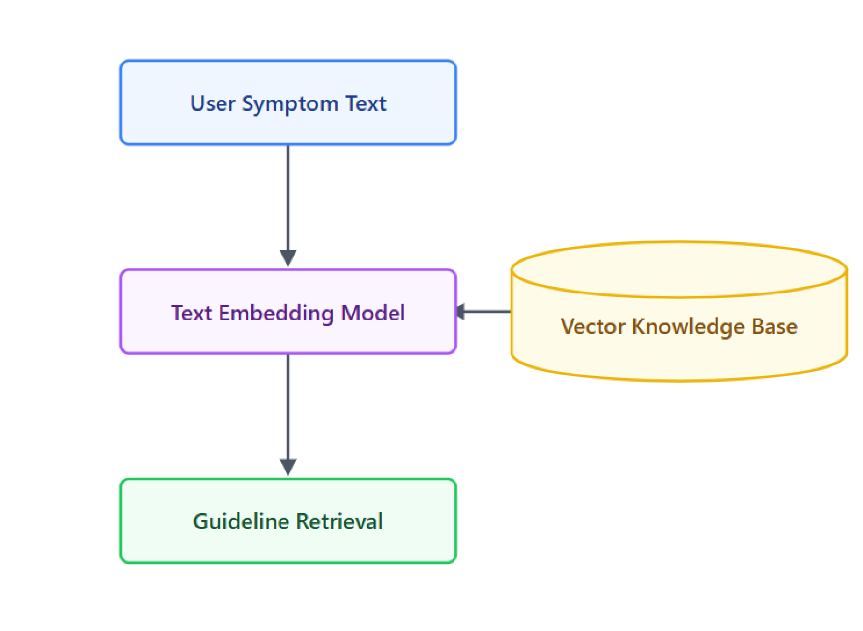 User Symptom Text
Text Embedding Model
Vector Knowledge Base
Guideline Retrieval